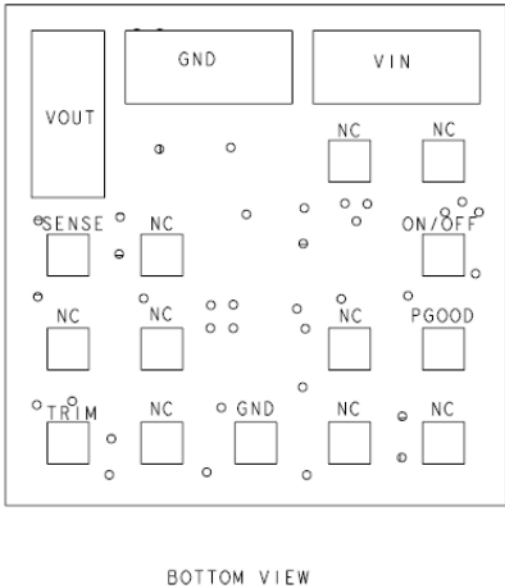 GND
VIN
VOUT
NC NC
SENSE NC ON/OFF
NC NC NC PGOOD
TRIM NC GND NC NC
BOTTOM VIEW